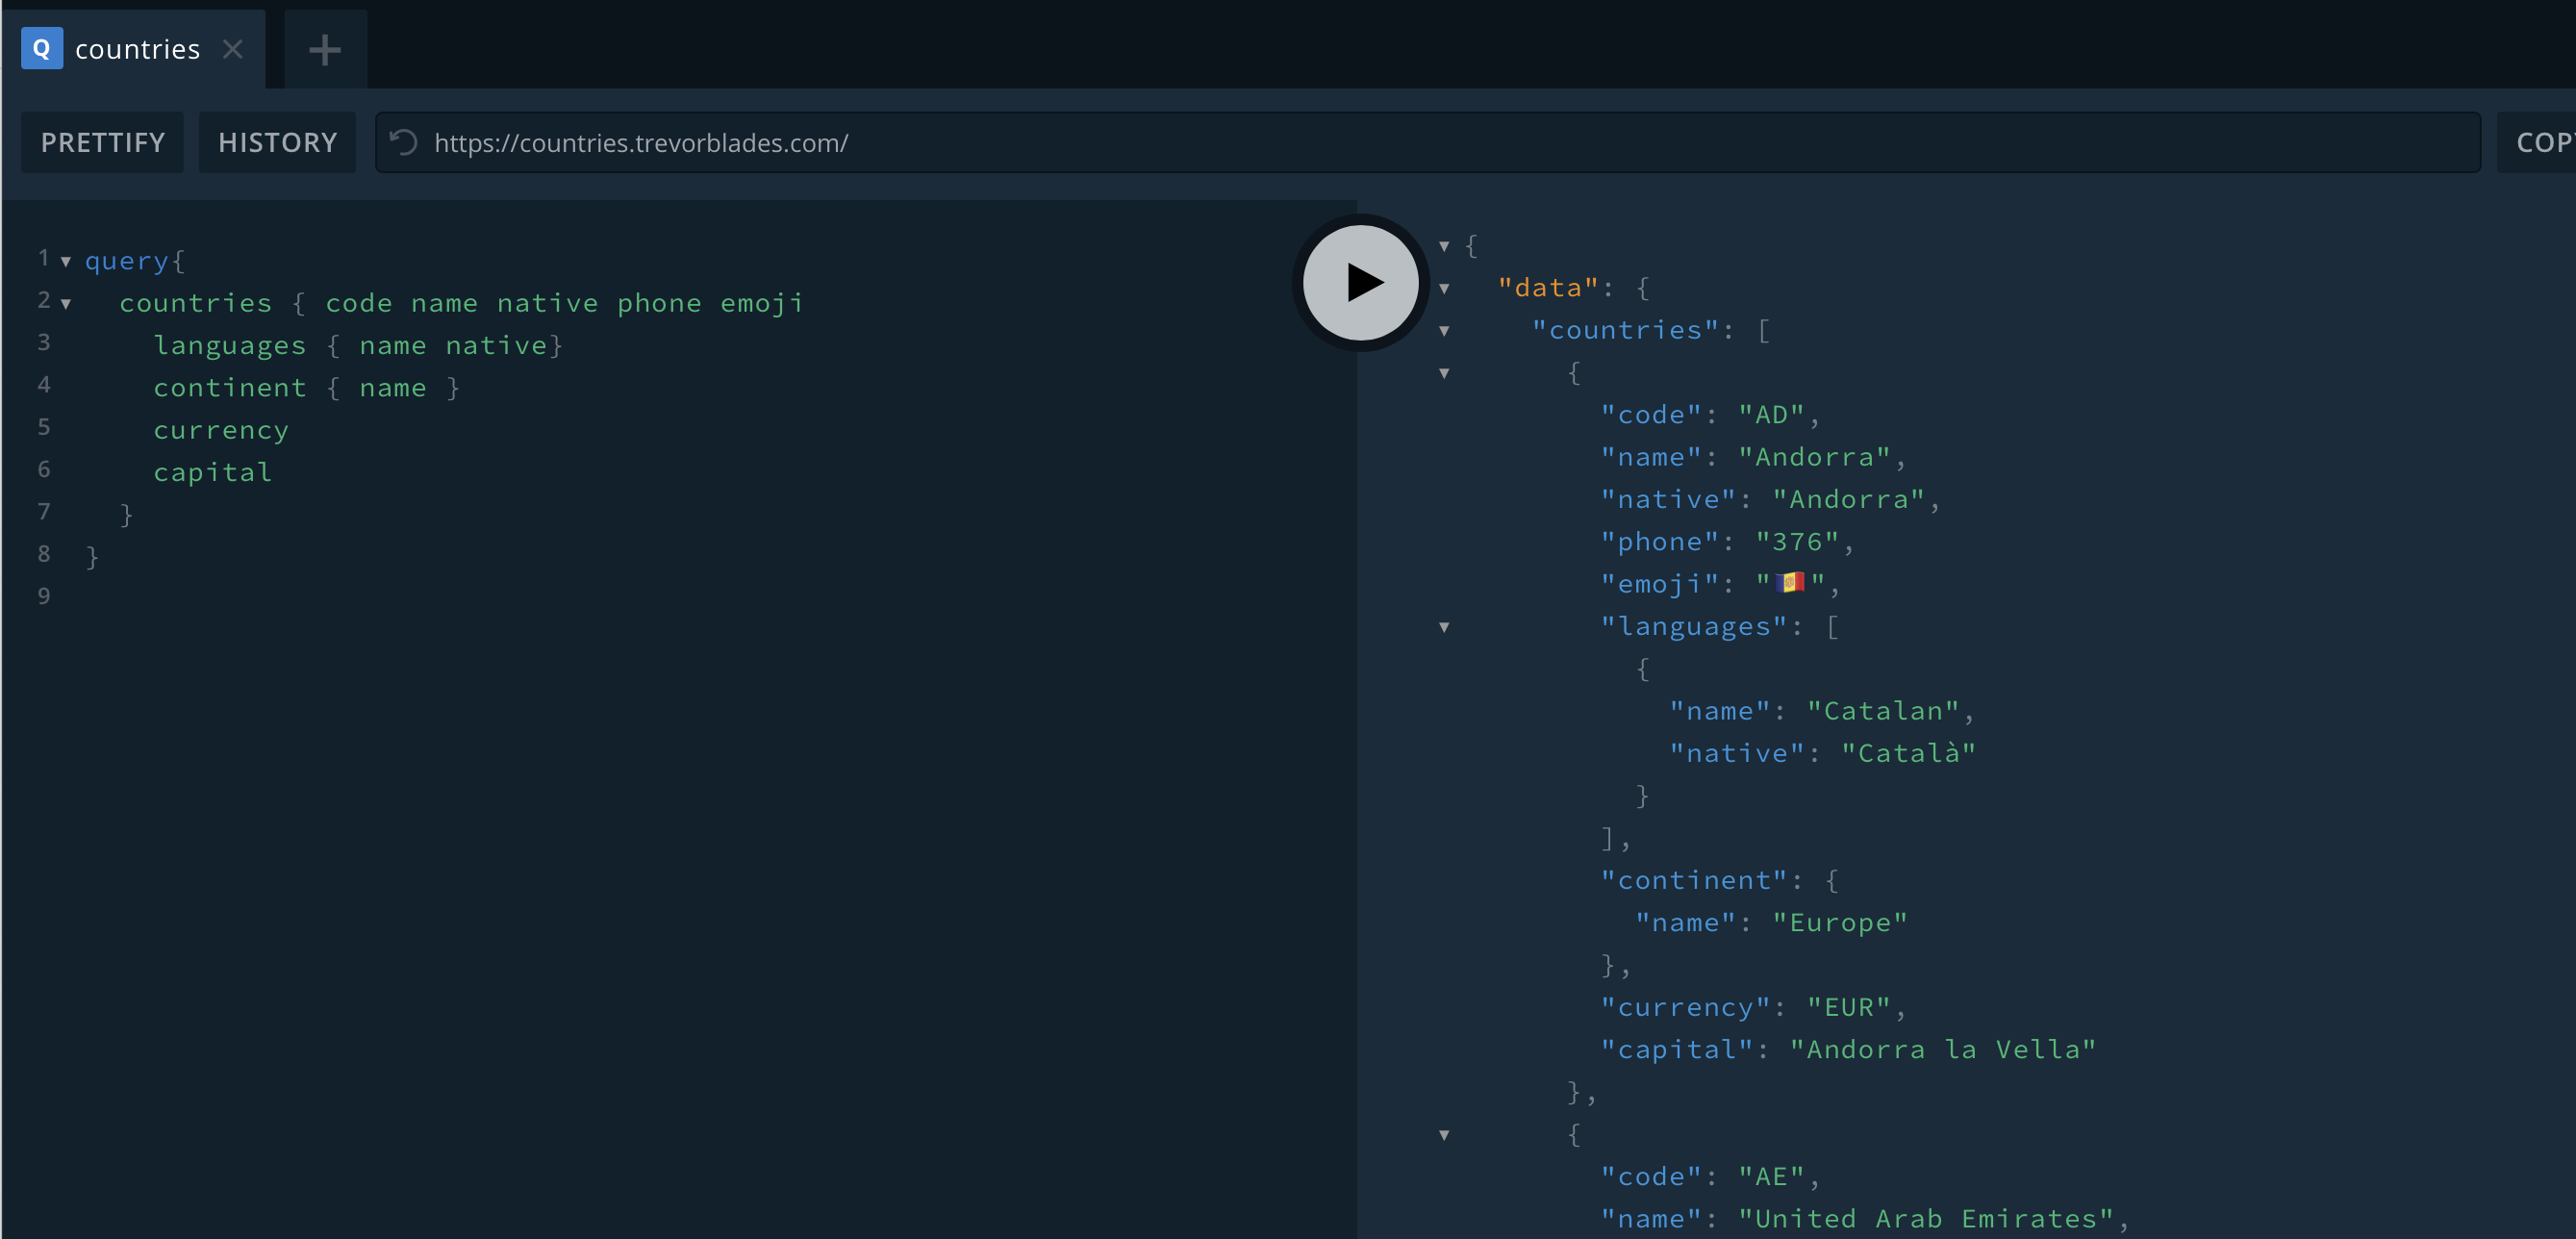 Q countries
PRETTIFY HISTORY https://countries.trevorblades.com/ COP
1 query{
2 countries { code name native phone emoji
3 languages { name native}
4 continent { name }
5 currency
6 capital
7 }
8 }
9
{
"data": {
"countries": [
{
"code": "AD",
"name": "Andorra",
"native": "Andorra",
"phone": "376",
"emoji": "🇦🇩",
"languages": [
{
"name": "Catalan",
"native": "Català"
}
],
"continent": {
"name": "Europe"
},
"currency": "EUR",
"capital": "Andorra la Vella"
},
{
"code": "AE",
"name": "United Arab Emirates",